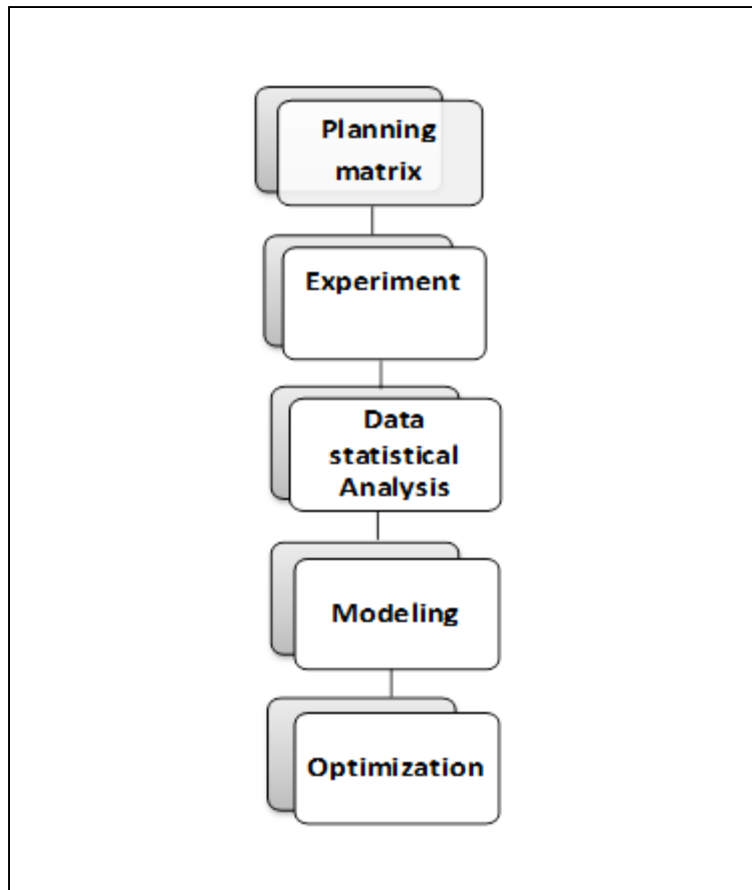 Planning
matrix
Experiment
Data
statistical
Analysis
Modeling
Optimization